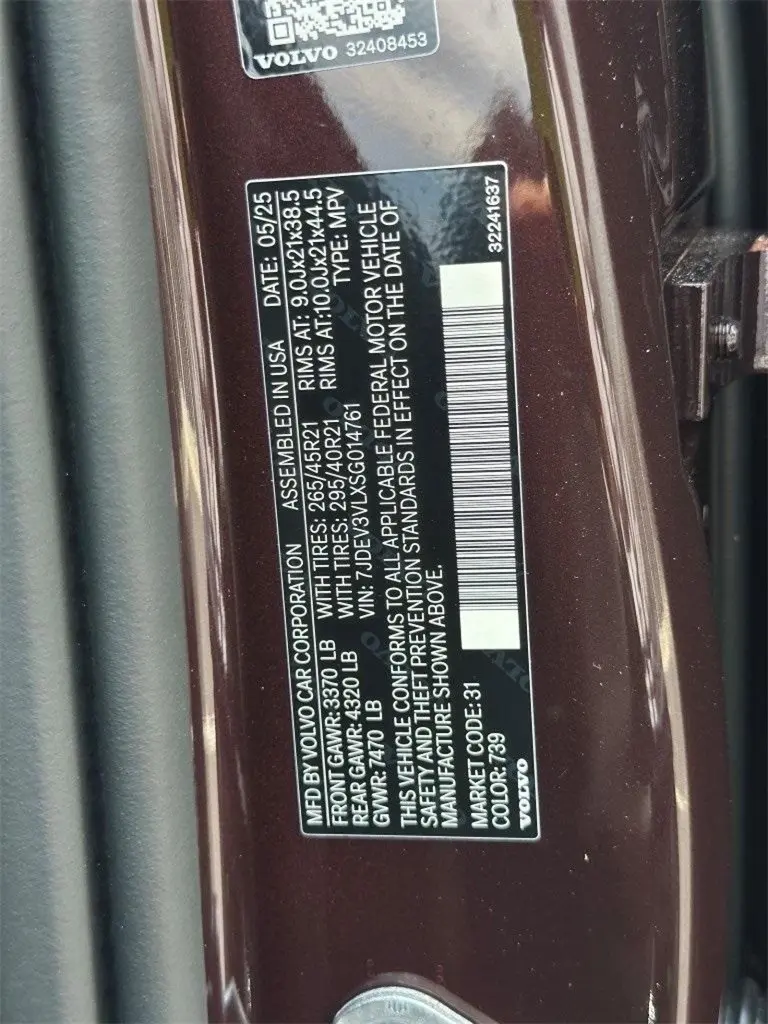 VOLVO 32408453
MFD BY VOLVO CAR CORPORATION ASSEMBLED IN USA DATE: 05/25
FRONT GAWR: 3370 LB WITH TIRES: 265/45R21 RIMS AT: 9.0Jx21x38.5
REAR GAWR: 4320 LB WITH TIRES: 295/40R21 RIMS AT:10.0Jx21x44.5
GVWR: 7470 LB VIN: 7JDEV3VLXSG014761 TYPE: MPV
THIS VEHICLE CONFORMS TO ALL APPLICABLE FEDERAL MOTOR VEHICLE
SAFETY AND THEFT PREVENTION STANDARDS IN EFFECT ON THE DATE OF
MANUFACTURE SHOWN ABOVE.
MARKET CODE: 31
COLOR: 739
VOLVO
32241637